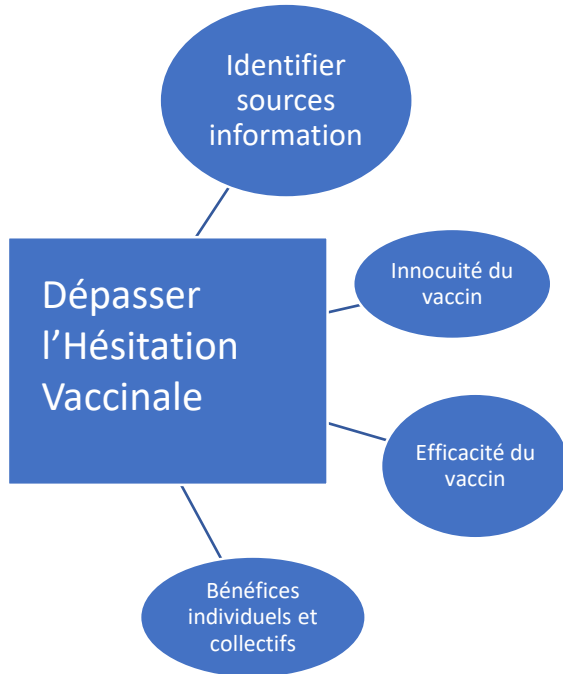 Identifier
sources
information
Dépasser
l’Hésitation
Vaccinale
Innocuité du
vaccin
Efficacité du
vaccin
Bénéfices
individuels et
collectifs